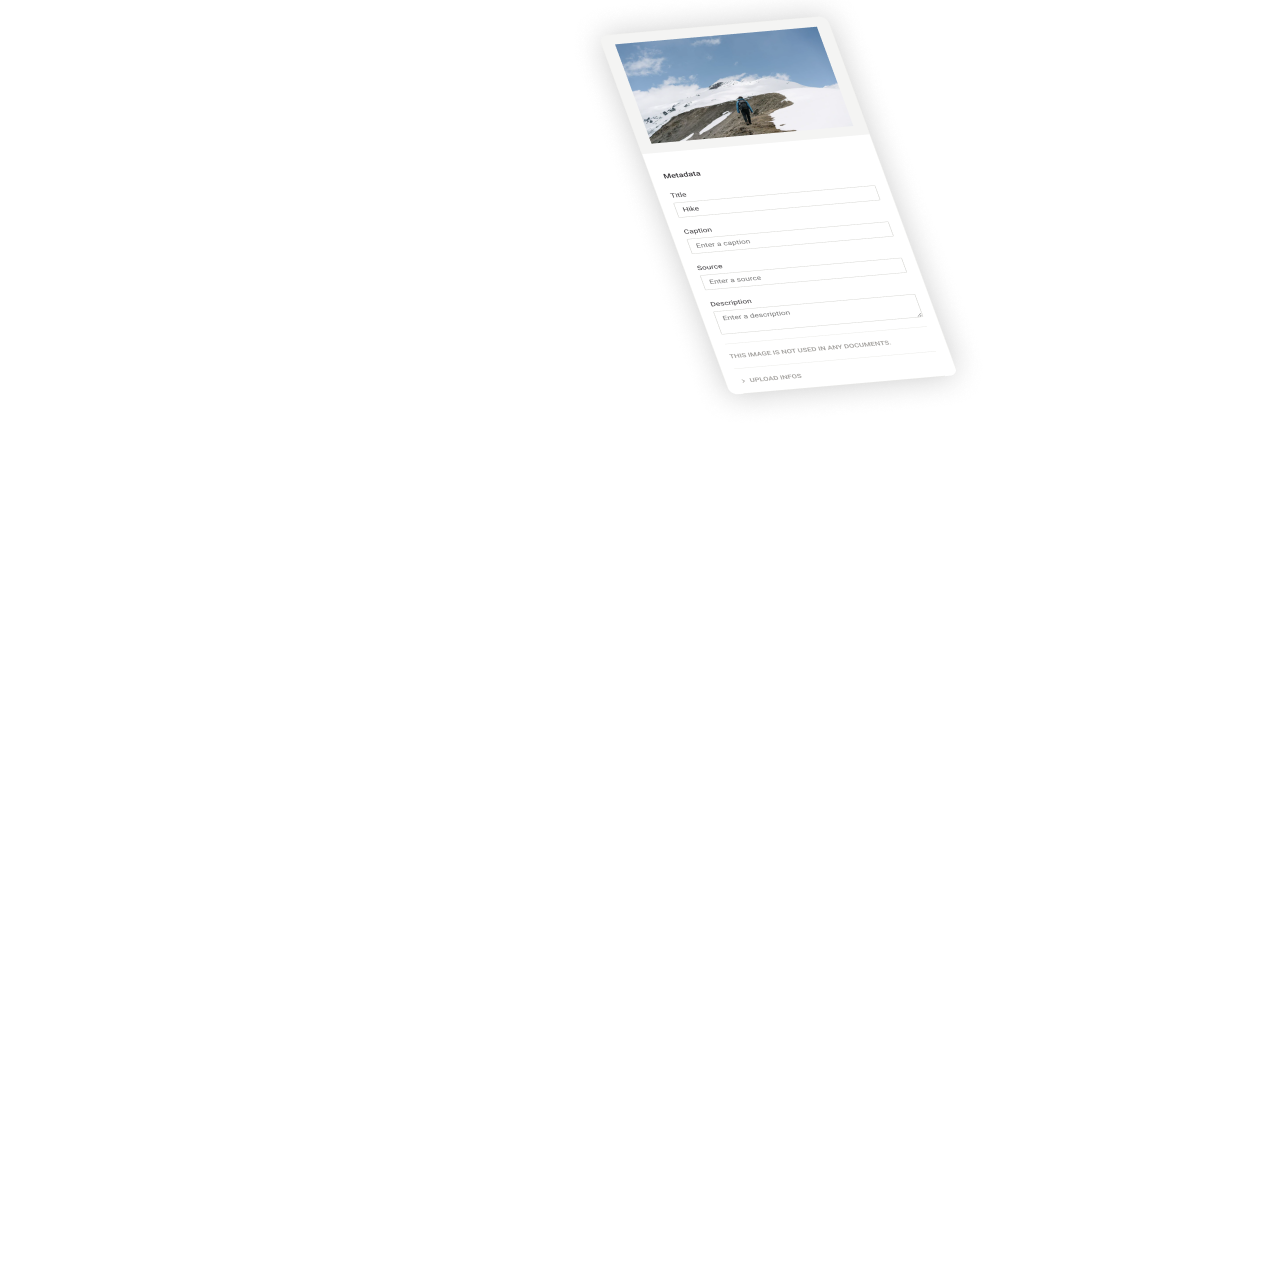 Metadata
Title
Hike
Caption
Enter a caption
Source
Enter a source
Description
Enter a description
THIS IMAGE IS NOT USED IN ANY DOCUMENTS.
UPLOAD INFOS